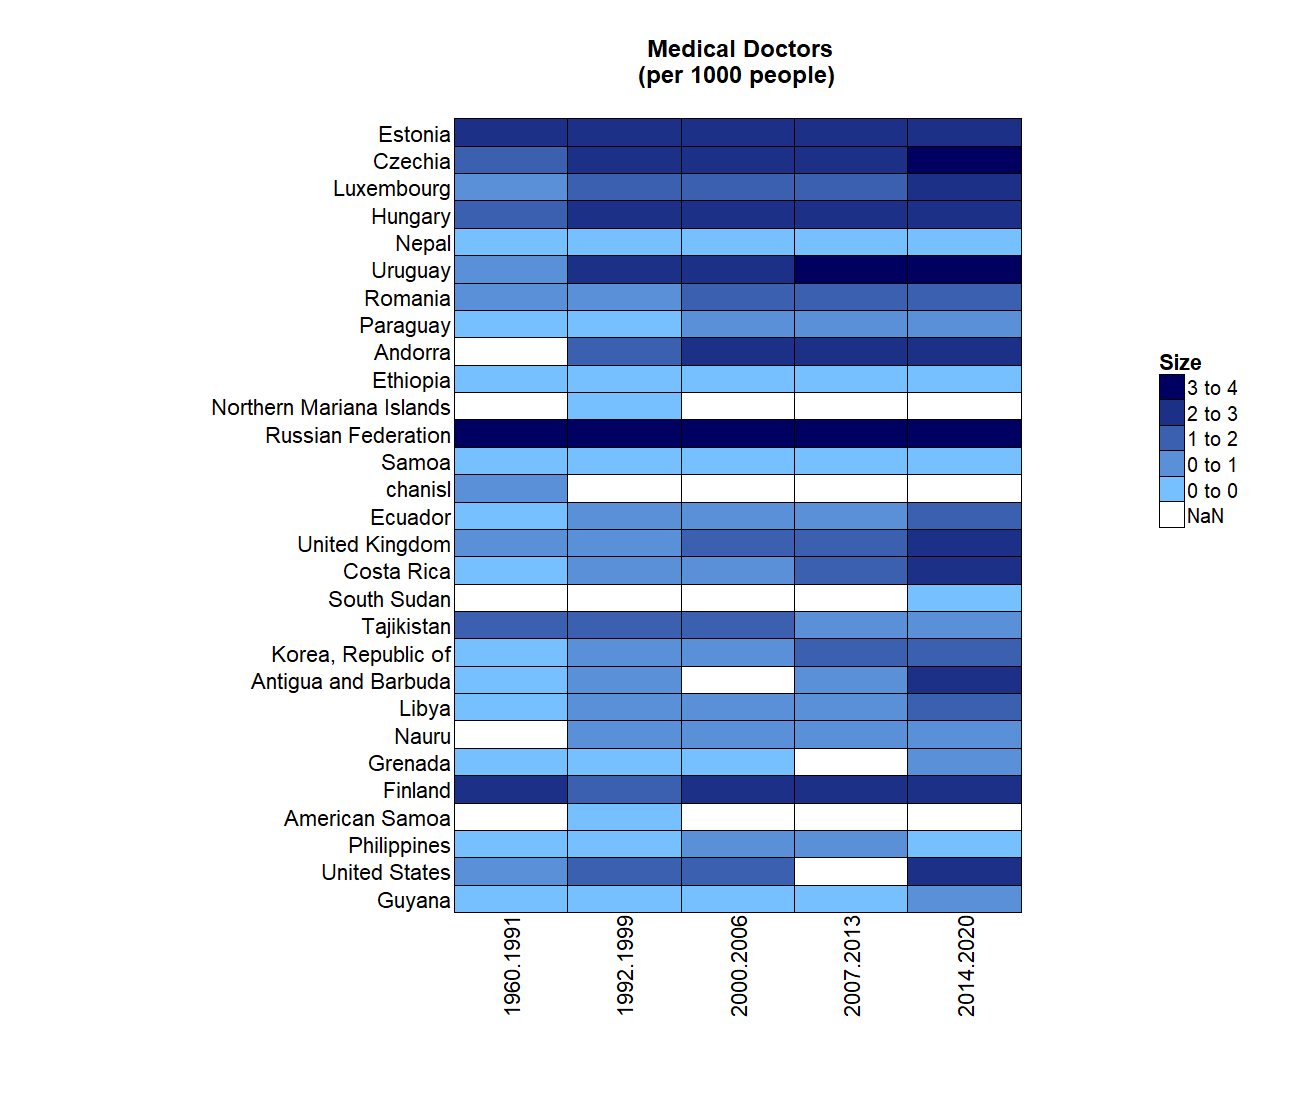 Medical Doctors
(per 1000 people)
Estonia
Czechia
Luxembourg
Hungary
Nepal
Uruguay
Romania
Paraguay
Andorra
Ethiopia
Northern Mariana Islands
Russian Federation
Samoa
chanisl
Ecuador
United Kingdom
Costa Rica
South Sudan
Tajikistan
Korea, Republic of
Antigua and Barbuda
Libya
Nauru
Grenada
Finland
American Samoa
Philippines
United States
Guyana
1960.1991
1992.1999
2000.2006
2007.2013
2014.2020
Size
3 to 4
2 to 3
1 to 2
0 to 1
0 to 0
NaN